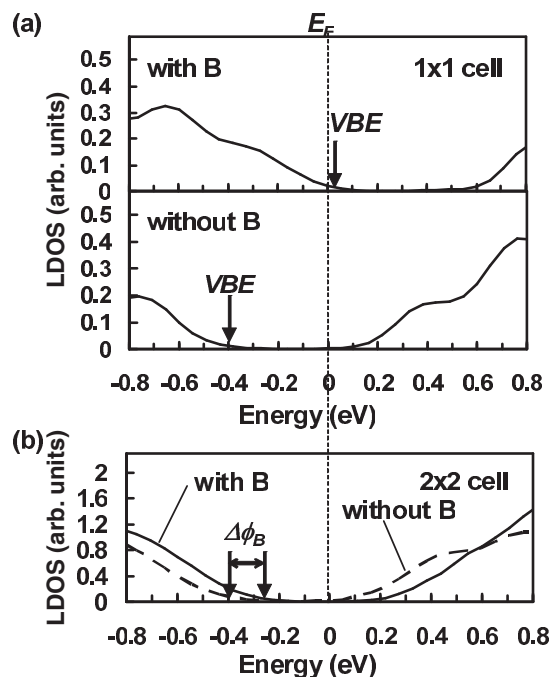 (a)
E_F
with B
1x1 cell
VBE
0.5
0.4
0.3
0.2
0.1
0
without B
VBE
0.5
0.4
0.3
0.2
0.1
0
LDOS (arb. units)
-0.8 -0.6 -0.4 -0.2 0 0.2 0.4 0.6 0.8
Energy (eV)
(b)
with B
2x2 cell
without B
Δϕ_B
2
1.6
1.2
0.8
0.4
0
LDOS (arb. units)
-0.8 -0.6 -0.4 -0.2 0 0.2 0.4 0.6 0.8
Energy (eV)